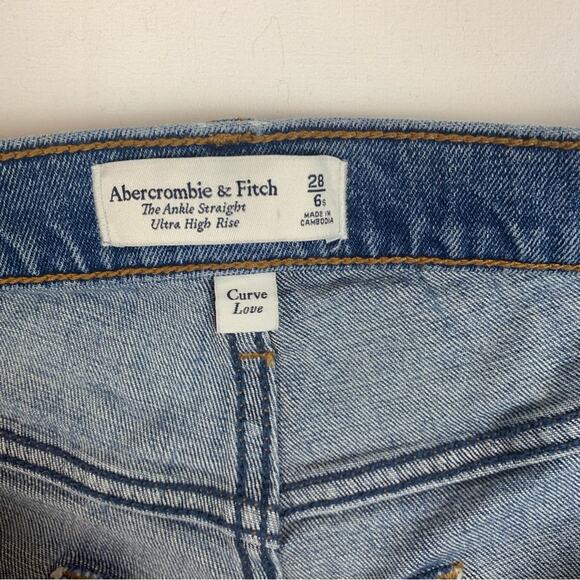 Abercrombie & Fitch
The Ankle Straight
Ultra High Rise
28
6s
MADE IN
CAMBODIA
Curve
Love